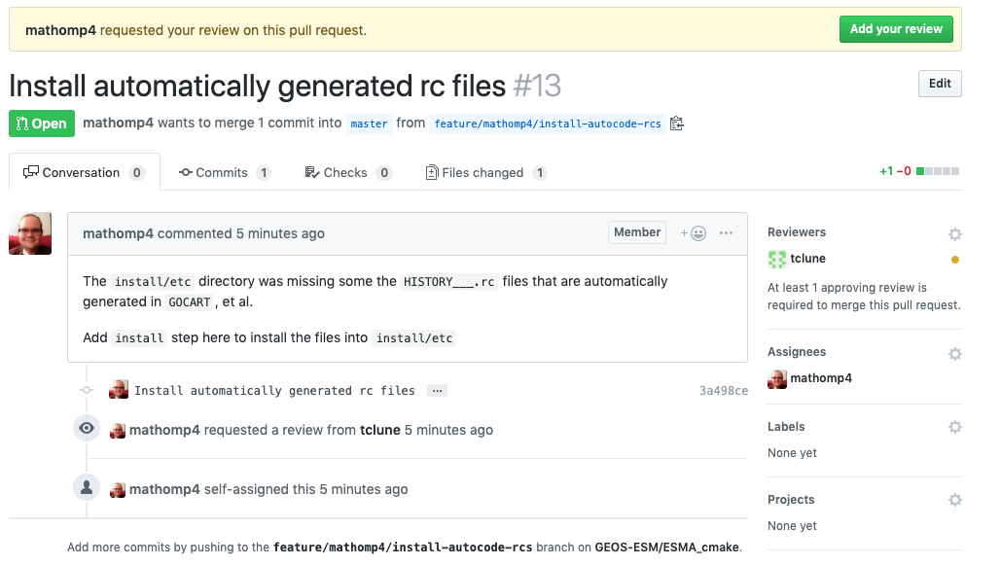 mathomp4 requested your review on this pull request.
Add your review
Install automatically generated rc files #13
Edit
Open
mathomp4 wants to merge 1 commit into master from feature/mathomp4/install-autocode-rcs
Conversation 0
Commits 1
Checks 0
Files changed 1
+1 −0
mathomp4 commented 5 minutes ago
Member
The install/etc directory was missing some the HISTORY___.rc files that are automatically
generated in GOCART , et al.
Add install step here to install the files into install/etc
Install automatically generated rc files ...
3a498ce
mathomp4 requested a review from tclune 5 minutes ago
mathomp4 self-assigned this 5 minutes ago
Add more commits by pushing to the feature/mathomp4/install-autocode-rcs branch on GEOS-ESM/ESMA_cmake.
Reviewers
tclune
At least 1 approving review is
required to merge this pull request.
Assignees
mathomp4
Labels
None yet
Projects
None yet